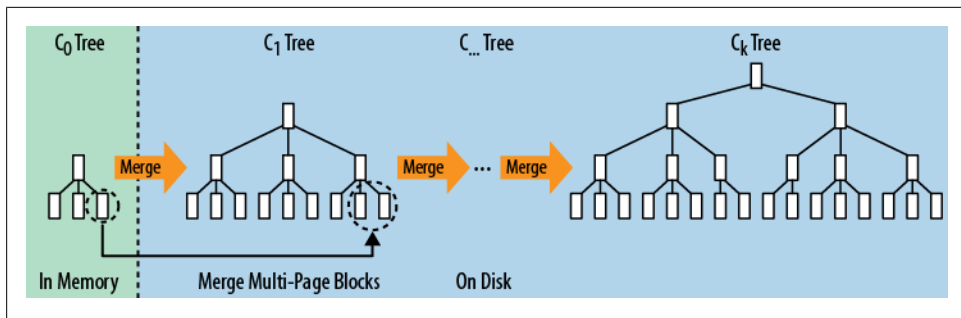 C0 Tree
C1 Tree
C... Tree
Ck Tree
Merge
Merge
...
Merge
In Memory
Merge Multi-Page Blocks
On Disk